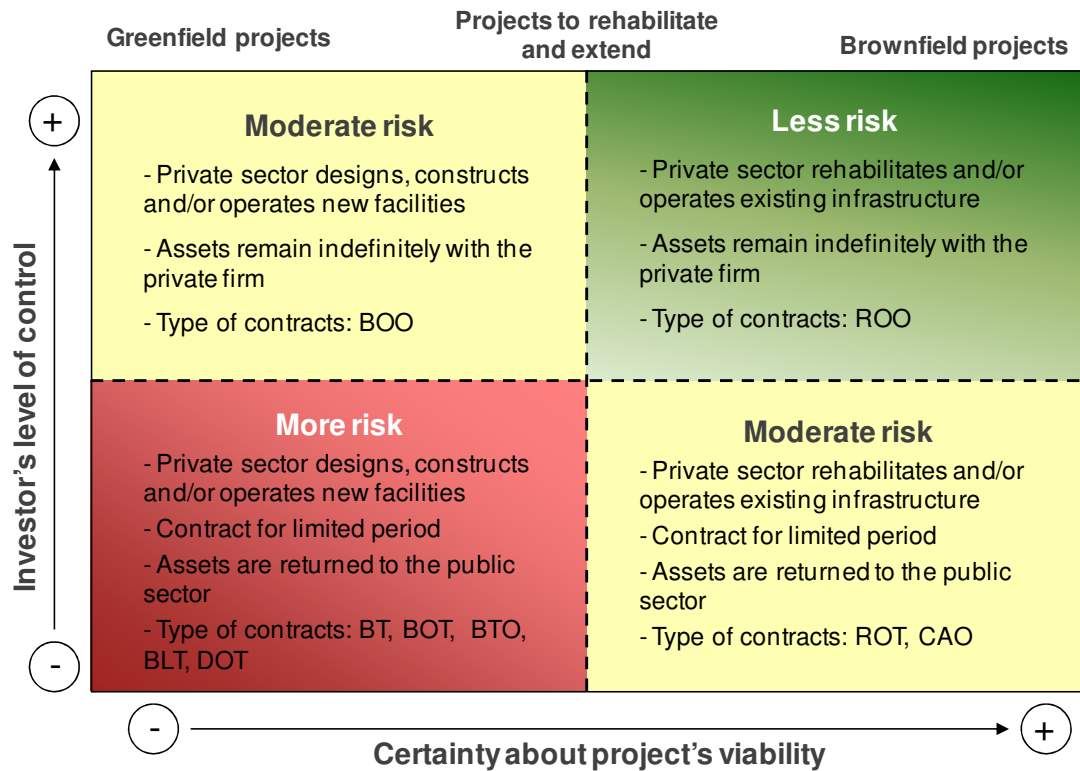 Greenfield projects
Projects to rehabilitate
and extend
Brownfield projects
+
Moderate risk
- Private sector designs, constructs
and/or operates new facilities
- Assets remain indefinitely with the
private firm
- Type of contracts: BOO
Less risk
- Private sector rehabilitates and/or
operates existing infrastructure
- Assets remain indefinitely with the
private firm
- Type of contracts: ROO
Investor's level of control
More risk
- Private sector designs, constructs
and/or operates new facilities
- Contract for limited period
- Assets are returned to the public
sector
- Type of contracts: BT, BOT, BTO,
BLT, DOT
Moderate risk
- Private sector rehabilitates and/or
operates existing infrastructure
- Contract for limited period
- Assets are returned to the public
sector
- Type of contracts: ROT, CAO
-
-
+
Certainty about project's viability